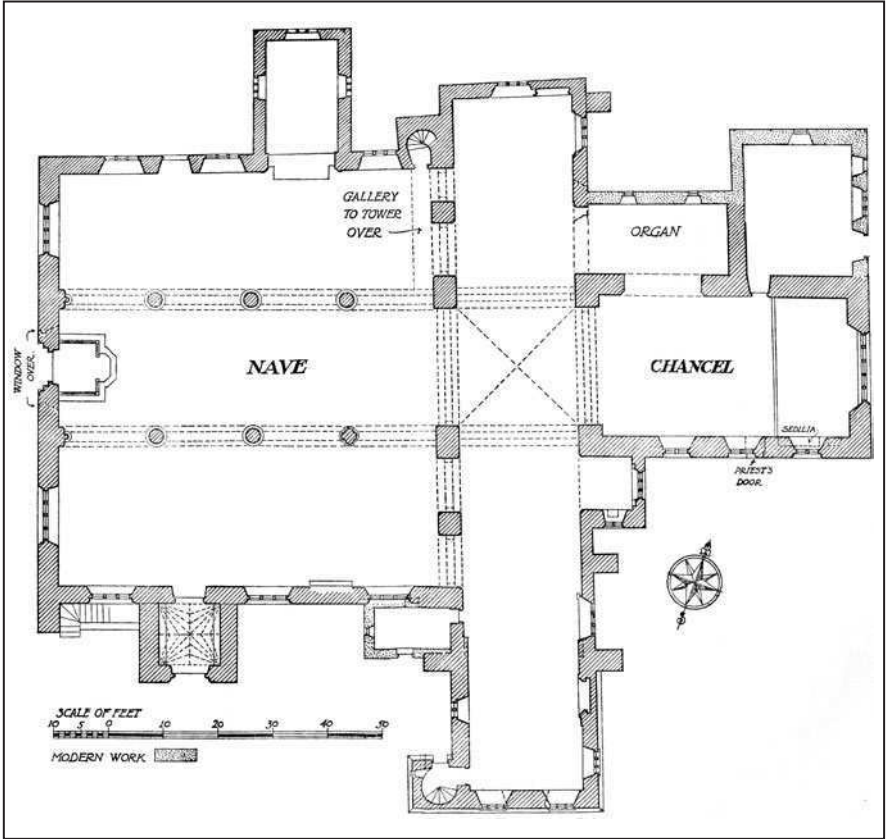 GALLERY
TO TOWER
OVER
ORGAN
WINDOW
OVER
NAVE
CHANCEL
SEDILIA
PRIEST'S
DOOR
SCALE OF FEET
10 5 0 10 20 30 40 50
MODERN WORK